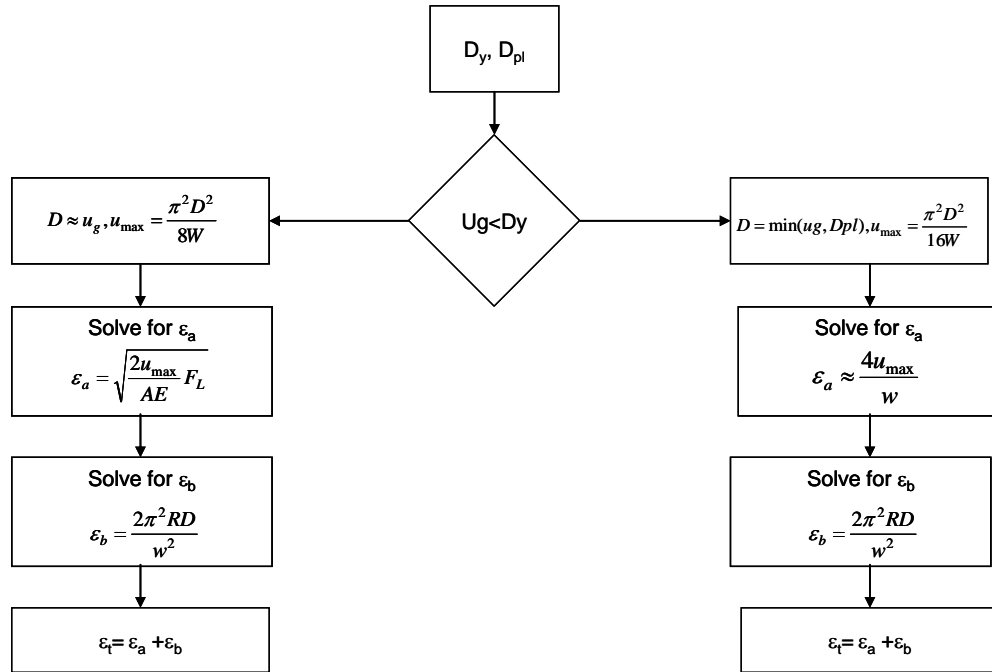 D_y, D_pl
Ug<Dy
D ≈ u_g, u_max = π²D² / 8W
Solve for ε_a
ε_a = √(2u_max / AE F_L)
Solve for ε_b
ε_b = 2π²RD / w²
ε_t= ε_a +ε_b
D = min(ug, Dpl), u_max = π²D² / 16W
Solve for ε_a
ε_a ≈ 4u_max / w
Solve for ε_b
ε_b = 2π²RD / w²
ε_t= ε_a +ε_b